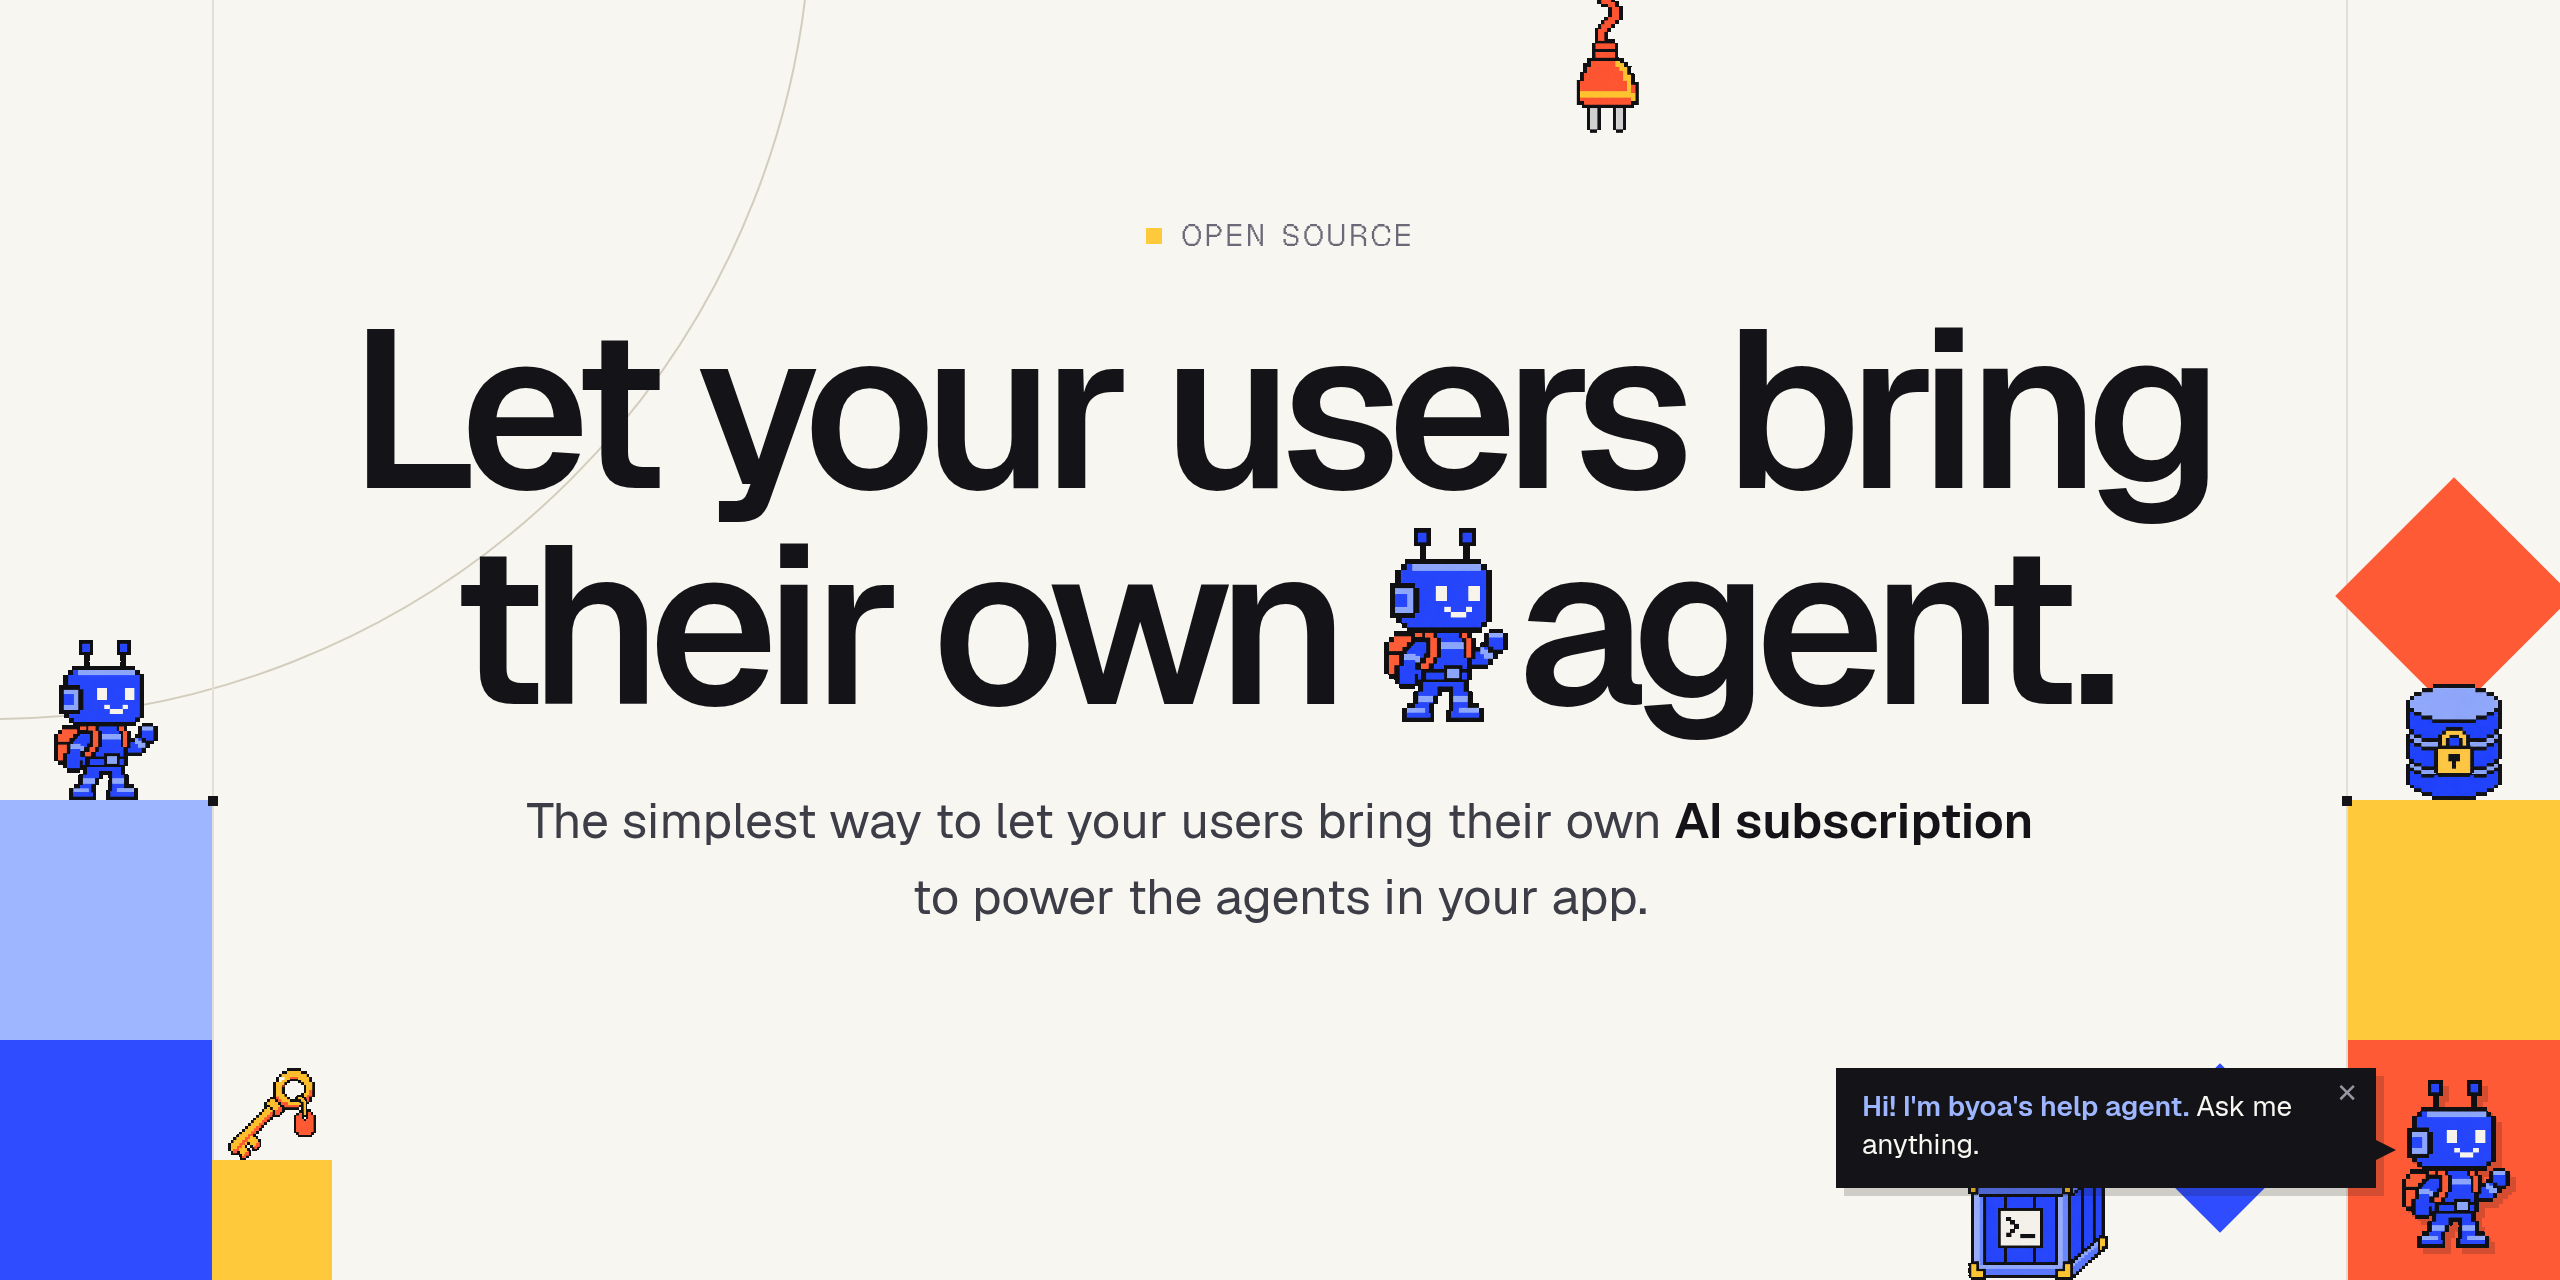 OPEN SOURCE
Let your users bring
their own agent.
The simplest way to let your users bring their own AI subscription
to power the agents in your app.
Hi! I'm byoa's help agent. Ask me
anything.
>_